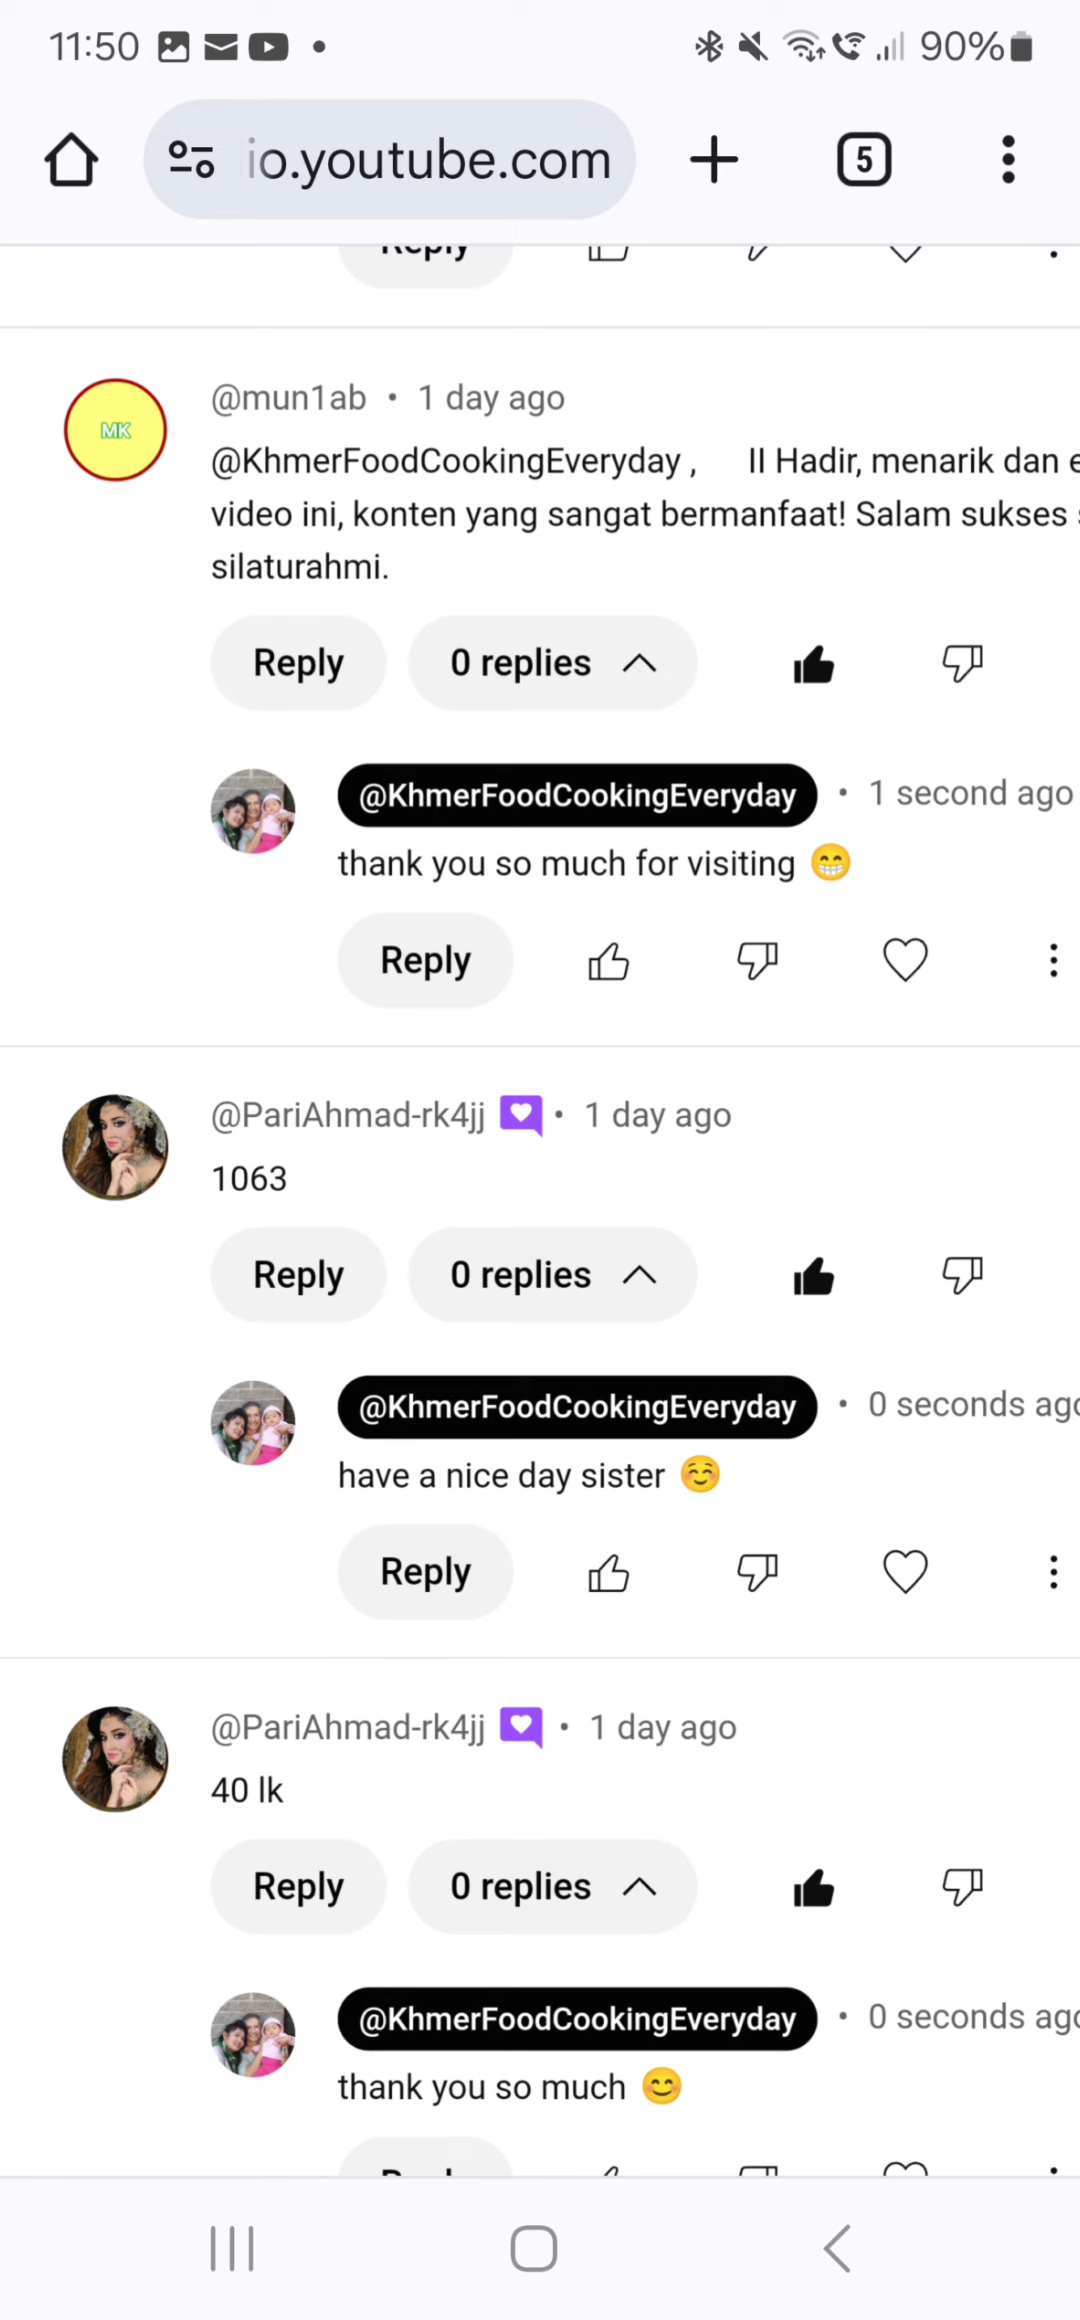 11:50
90%
io.youtube.com
5
Reply
@mun1ab • 1 day ago
MK
@KhmerFoodCookingEveryday , II Hadir, menarik dan
video ini, konten yang sangat bermanfaat! Salam sukses
silaturahmi.
Reply
0 replies
@KhmerFoodCookingEveryday • 1 second ago
thank you so much for visiting 😁
Reply
@PariAhmad-rk4jj • 1 day ago
1063
Reply
0 replies
@KhmerFoodCookingEveryday • 0 seconds ago
have a nice day sister ☺️
Reply
@PariAhmad-rk4jj • 1 day ago
40 lk
Reply
0 replies
@KhmerFoodCookingEveryday • 0 seconds ago
thank you so much 😊